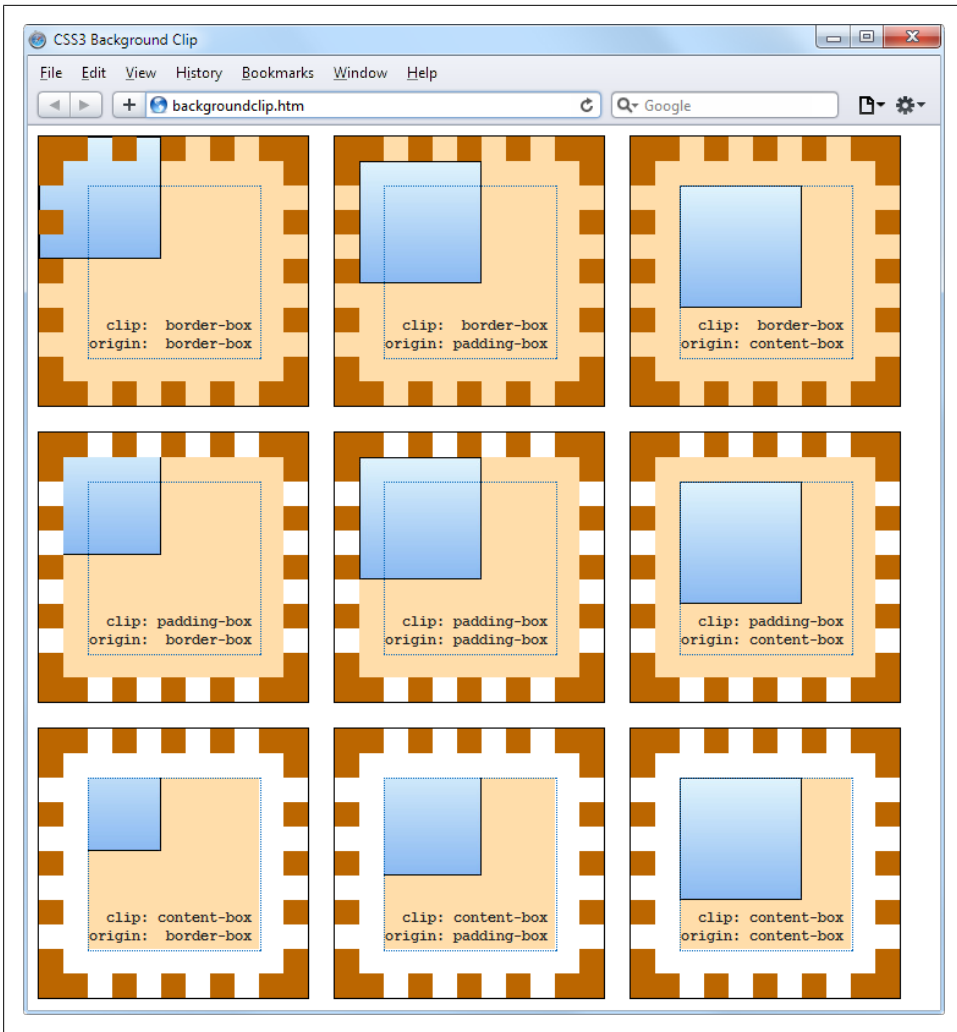 CSS3 Background Clip
File Edit View History Bookmarks Window Help
backgroundclip.htm Google
clip: border-box
origin: border-box
clip: border-box
origin: padding-box
clip: border-box
origin: content-box
clip: padding-box
origin: border-box
clip: padding-box
origin: padding-box
clip: padding-box
origin: content-box
clip: content-box
origin: border-box
clip: content-box
origin: padding-box
clip: content-box
origin: content-box